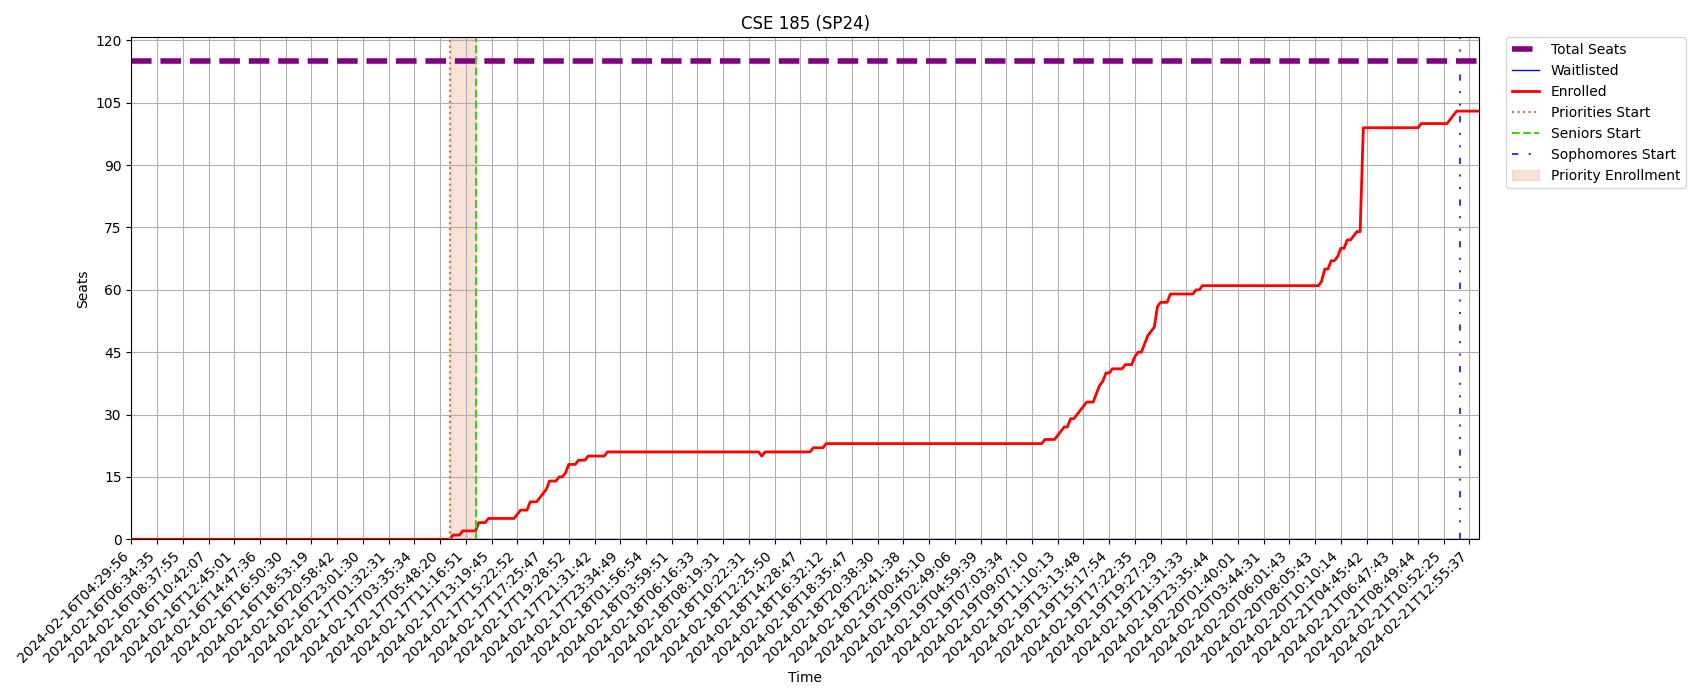 CSE 185 (SP24)
120
105
90
75
60
45
30
15
0
Seats
2024-02-16T04:29:56
2024-02-16T06:34:35
2024-02-16T08:37:55
2024-02-16T10:42:07
2024-02-16T12:45:01
2024-02-16T14:47:36
2024-02-16T16:50:30
2024-02-16T18:53:19
2024-02-16T20:58:42
2024-02-16T23:01:30
2024-02-17T01:32:31
2024-02-17T03:35:34
2024-02-17T05:48:20
2024-02-17T11:16:51
2024-02-17T13:19:45
2024-02-17T15:22:52
2024-02-17T17:25:47
2024-02-17T19:28:52
2024-02-17T21:31:42
2024-02-17T23:34:49
2024-02-18T01:56:54
2024-02-18T03:59:51
2024-02-18T06:16:33
2024-02-18T08:19:31
2024-02-18T10:22:31
2024-02-18T12:25:50
2024-02-18T14:28:47
2024-02-18T16:32:12
2024-02-18T18:35:47
2024-02-18T20:38:30
2024-02-18T22:41:38
2024-02-19T00:45:10
2024-02-19T02:49:06
2024-02-19T04:59:39
2024-02-19T07:03:34
2024-02-19T09:07:10
2024-02-19T11:10:13
2024-02-19T13:13:48
2024-02-19T15:17:54
2024-02-19T17:22:35
2024-02-19T19:27:29
2024-02-19T21:31:33
2024-02-19T23:35:44
2024-02-20T01:40:01
2024-02-20T03:44:31
2024-02-20T06:01:43
2024-02-20T08:05:43
2024-02-20T10:10:14
2024-02-21T04:45:42
2024-02-21T06:47:43
2024-02-21T08:49:44
2024-02-21T10:52:25
2024-02-21T12:55:37
Time
Total Seats
Waitlisted
Enrolled
Priorities Start
Seniors Start
Sophomores Start
Priority Enrollment